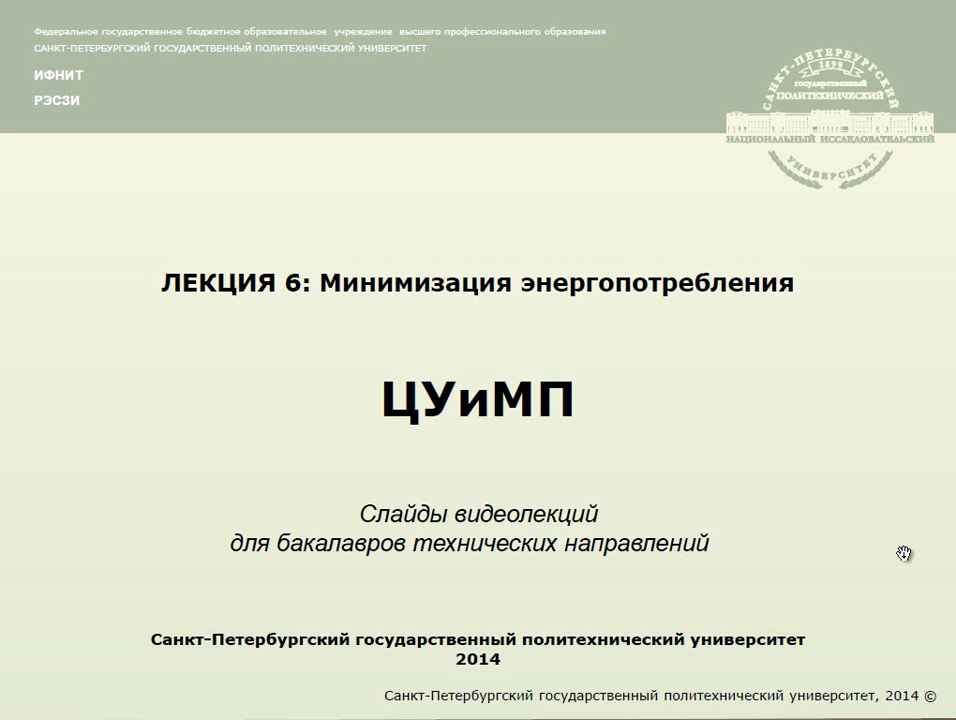 Федеральное государственное бюджетное образовательное учреждение высшего профессионального образования
САНКТ-ПЕТЕРБУРГСКИЙ ГОСУДАРСТВЕННЫЙ ПОЛИТЕХНИЧЕСКИЙ УНИВЕРСИТЕТ
ИФНИТ
РЭСЗИ
САНКТ-ПЕТЕРБУРГСКИЙ
1899
государственный
ПОЛИТЕХНИЧЕСКИЙ
НАЦИОНАЛЬНЫЙ ИССЛЕДОВАТЕЛЬСКИЙ
УНИВЕРСИТЕТ
ЛЕКЦИЯ 6: Минимизация энергопотребления
ЦУиМП
Слайды видеолекций
для бакалавров технических направлений
Санкт-Петербургский государственный политехнический университет
2014
Санкт-Петербургский государственный политехнический университет, 2014 ©